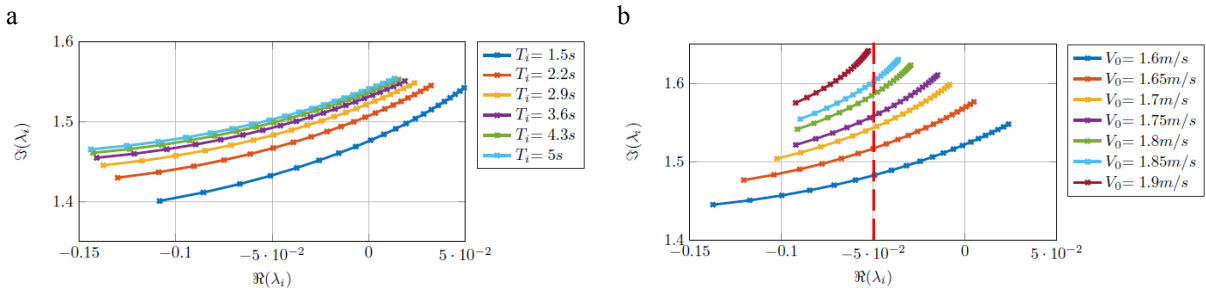 a
1.6
1.5
1.4
ℑ(λᵢ)
−0.15 −0.1 −5·10⁻² 0 5·10⁻²
ℜ(λᵢ)
Tᵢ= 1.5s
Tᵢ= 2.2s
Tᵢ= 2.9s
Tᵢ= 3.6s
Tᵢ= 4.3s
Tᵢ= 5s
b
1.6
1.5
1.4
ℑ(λᵢ)
−0.15 −0.1 −5·10⁻² 0 5·10⁻²
ℜ(λᵢ)
V₀= 1.6m/s
V₀= 1.65m/s
V₀= 1.7m/s
V₀= 1.75m/s
V₀= 1.8m/s
V₀= 1.85m/s
V₀= 1.9m/s